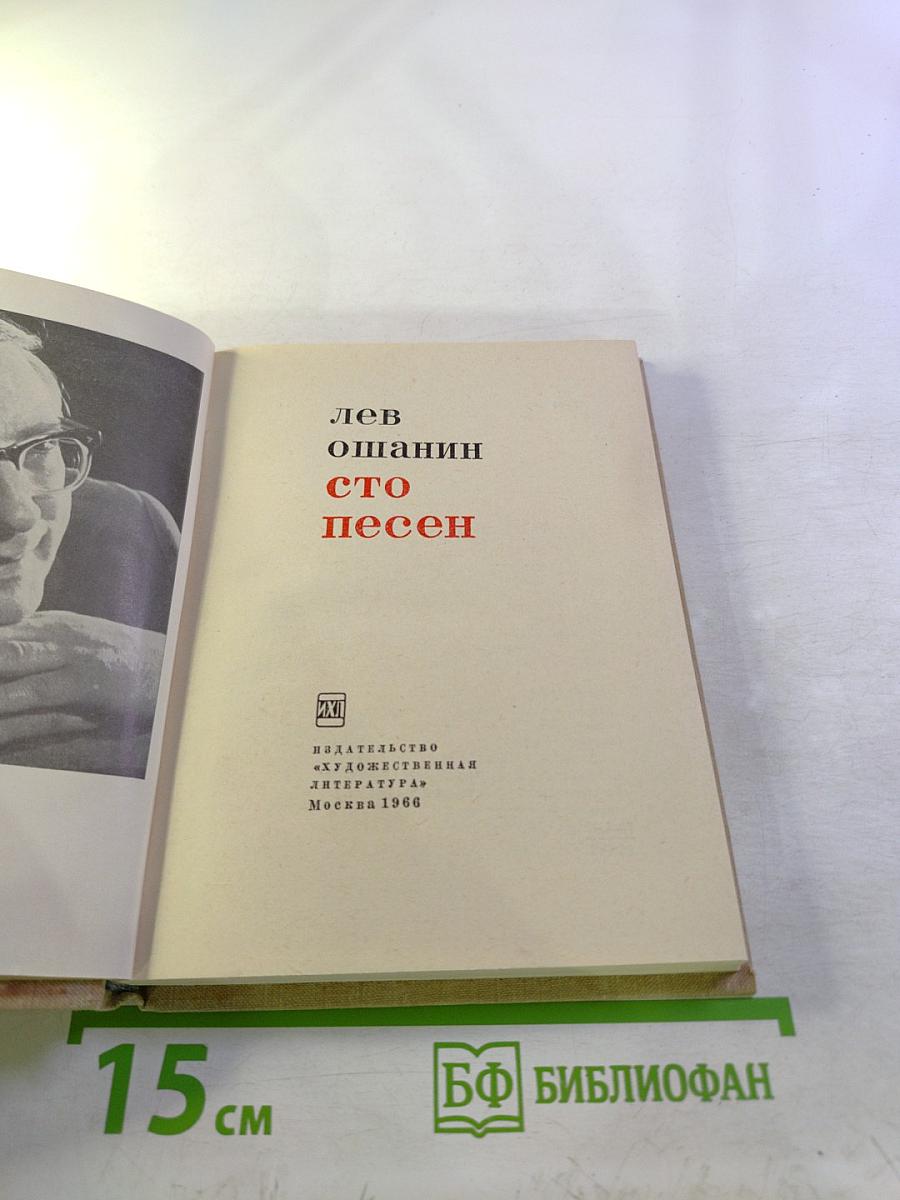 лев
ошанин
сто
песен
ИХЛ
ИЗДАТЕЛЬСТВО
«ХУДОЖЕСТВЕННАЯ
ЛИТЕРАТУРА»
Москва 1966
15 см
БФ БИБЛИОФАН